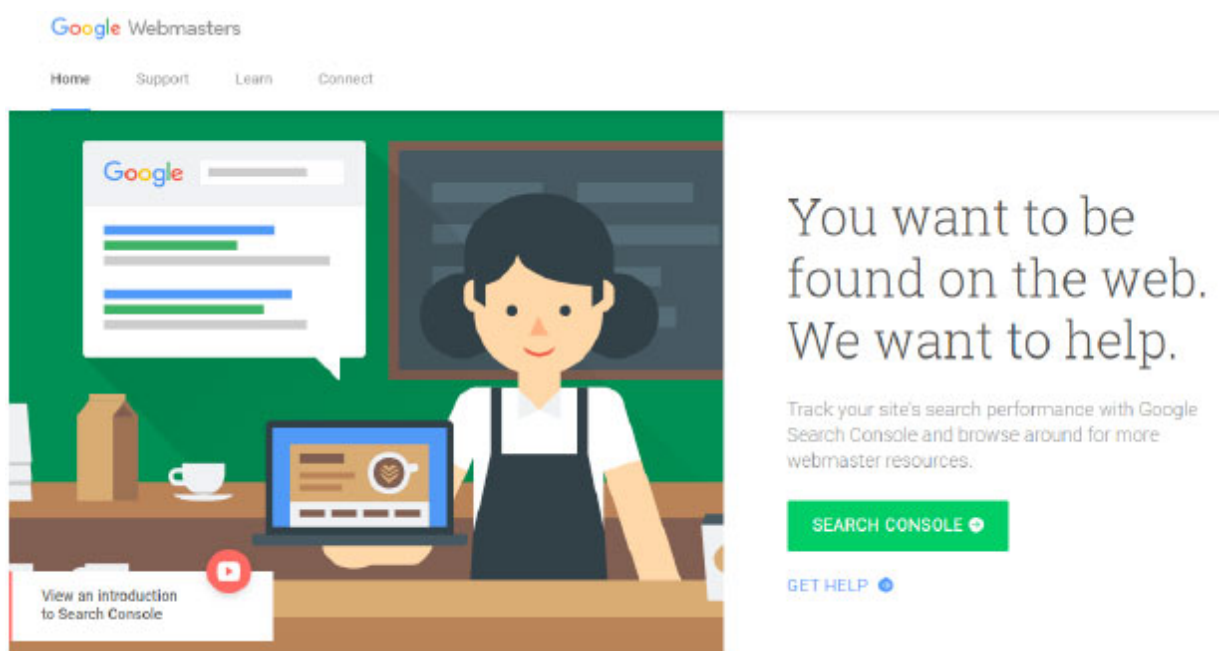 Google Webmasters
Home Support Learn Connect
Google
You want to be
found on the web.
We want to help.
Track your site's search performance with Google
Search Console and browse around for more
webmaster resources.
SEARCH CONSOLE
GET HELP
View an introduction
to Search Console